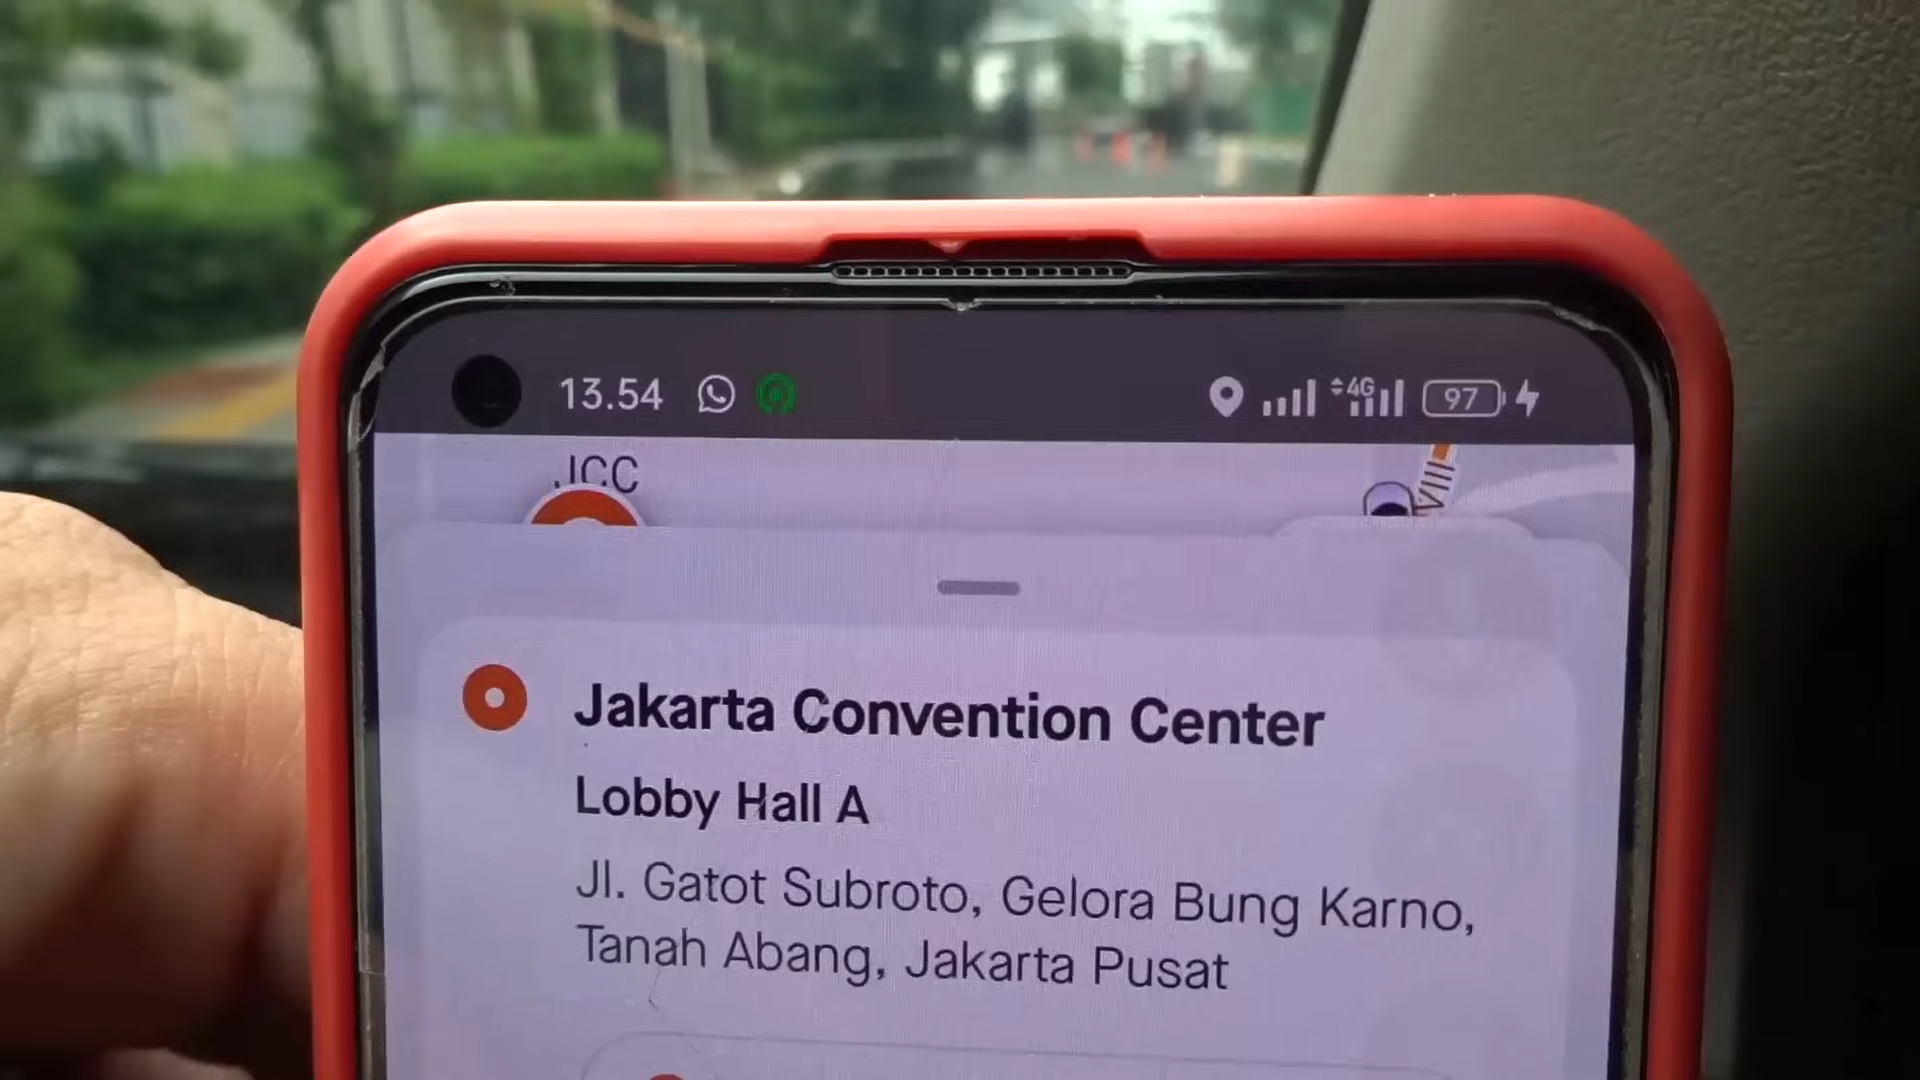 13.54
4G
97
JCC
VIII
Jakarta Convention Center
Lobby Hall A
Jl. Gatot Subroto, Gelora Bung Karno,
Tanah Abang, Jakarta Pusat